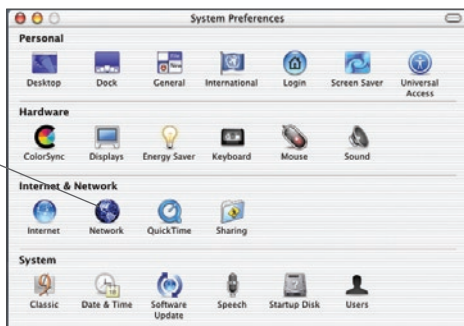 System Preferences
Personal
Desktop Dock General International Login Screen Saver Universal Access
Hardware
ColorSync Displays Energy Saver Keyboard Mouse Sound
Internet & Network
Internet Network QuickTime Sharing
System
Classic Date & Time Software Update Speech Startup Disk Users